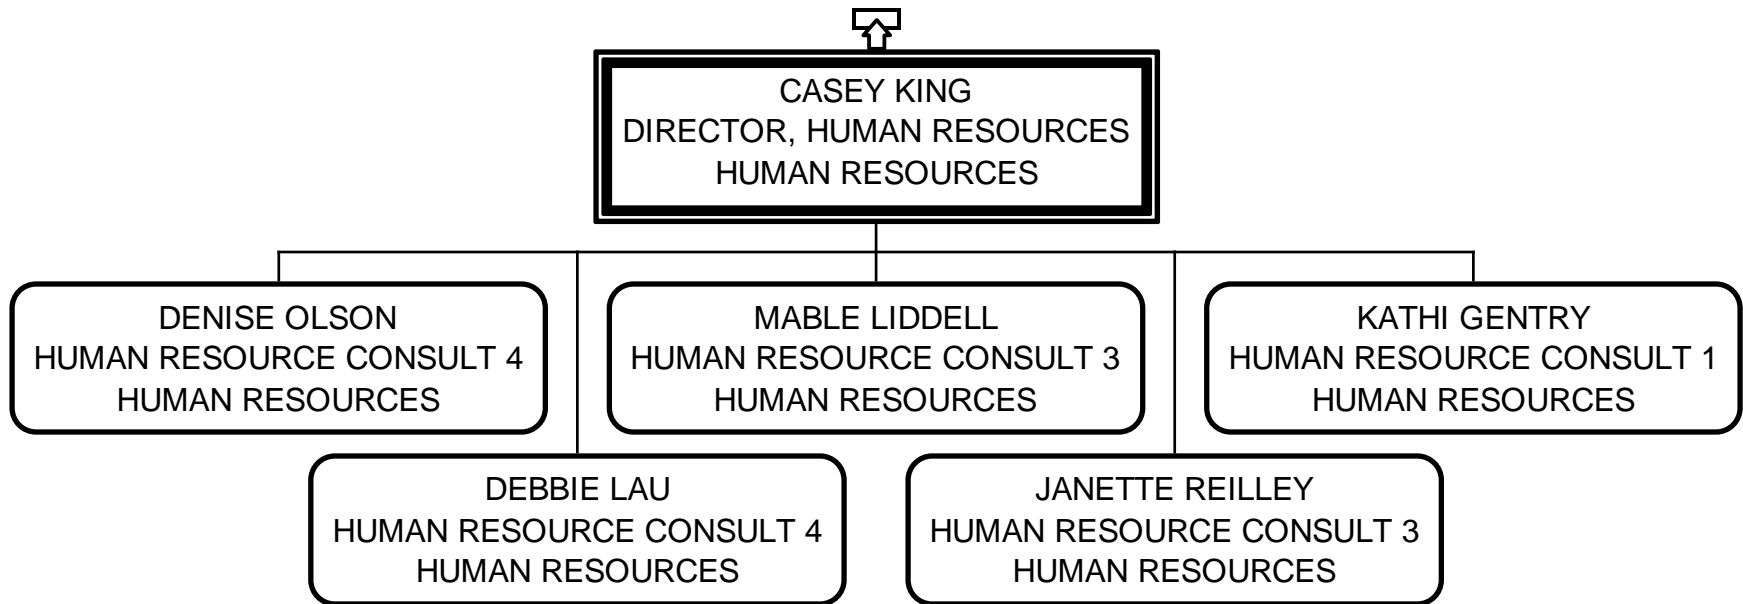 CASEY KING
DIRECTOR, HUMAN RESOURCES
HUMAN RESOURCES
DENISE OLSON
HUMAN RESOURCE CONSULT 4
HUMAN RESOURCES
MABLE LIDDELL
HUMAN RESOURCE CONSULT 3
HUMAN RESOURCES
KATHI GENTRY
HUMAN RESOURCE CONSULT 1
HUMAN RESOURCES
DEBBIE LAU
HUMAN RESOURCE CONSULT 4
HUMAN RESOURCES
JANETTE REILLEY
HUMAN RESOURCE CONSULT 3
HUMAN RESOURCES